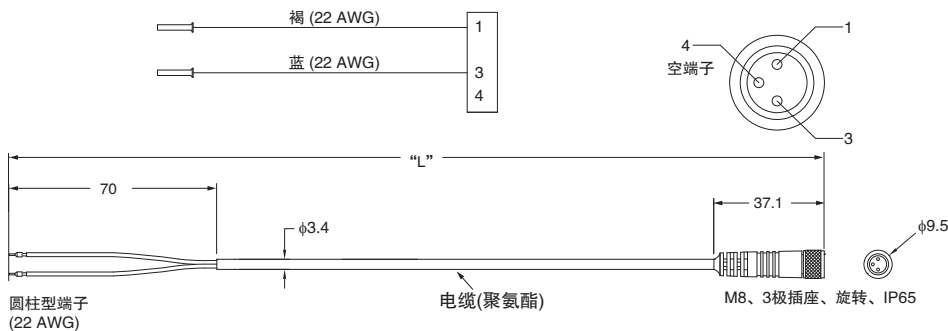 褐 (22 AWG)
1
蓝 (22 AWG)
3
4
1
4
空端子
3
“L”
70
37.1
ϕ3.4
ϕ9.5
电缆(聚氨酯)
M8、3极插座、旋转、IP65
圆柱型端子
(22 AWG)